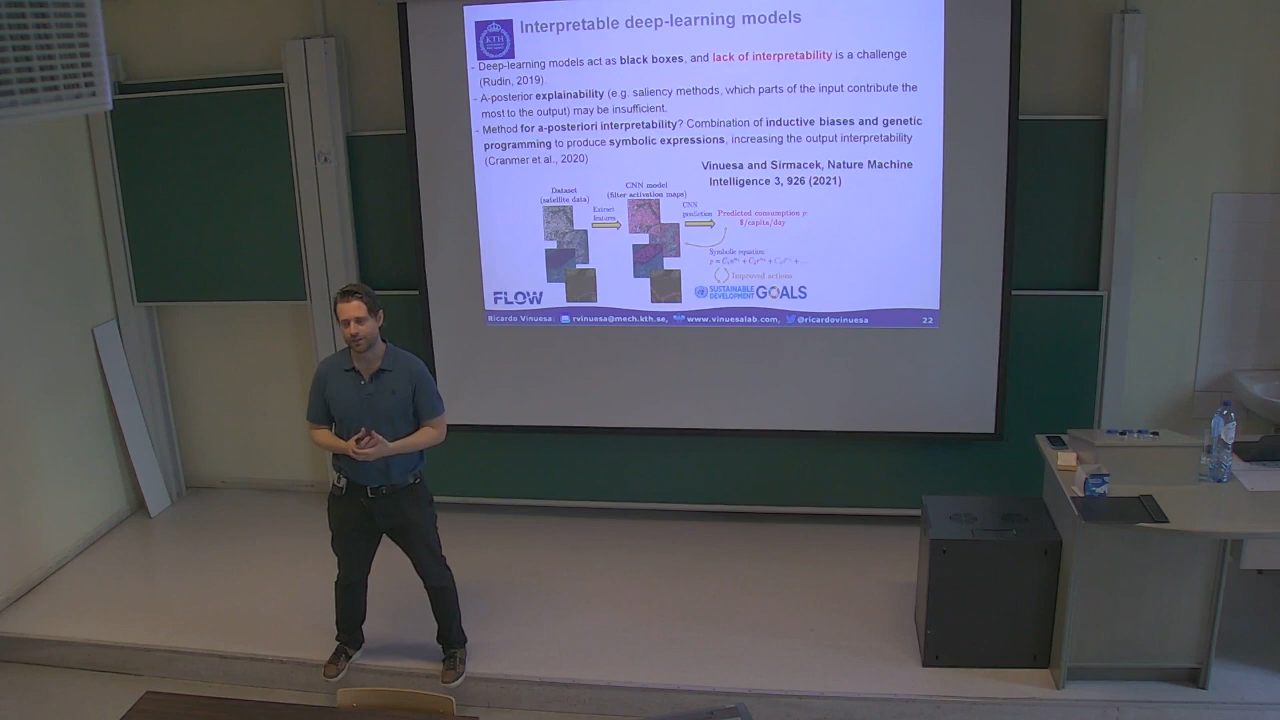 Interpretable deep-learning models
KTH
- Deep-learning models act as black boxes, and lack of interpretability is a challenge
(Rudin, 2019).
- A-posterior explainability (e.g. saliency methods, which parts of the input contribute the
most to the output) may be insufficient.
- Method for a-posteriori interpretability? Combination of inductive biases and genetic
programming to produce symbolic expressions, increasing the output interpretability
(Cranmer et al., 2020)
Vinuesa and Sirmacek, Nature Machine
Intelligence 3, 926 (2021)
Dataset
(satellite data)
Extract
features
CNN model
(filter activation maps)
CNN
prediction
Predicted consumption
$/capita/day
Symbolic equation:
Improved actions
FLOW
SUSTAINABLE
DEVELOPMENT GOALS
Ricardo Vinuesa: rvinuesa@mech.kth.se, www.vinuesalab.com, @ricardovinuesa 22